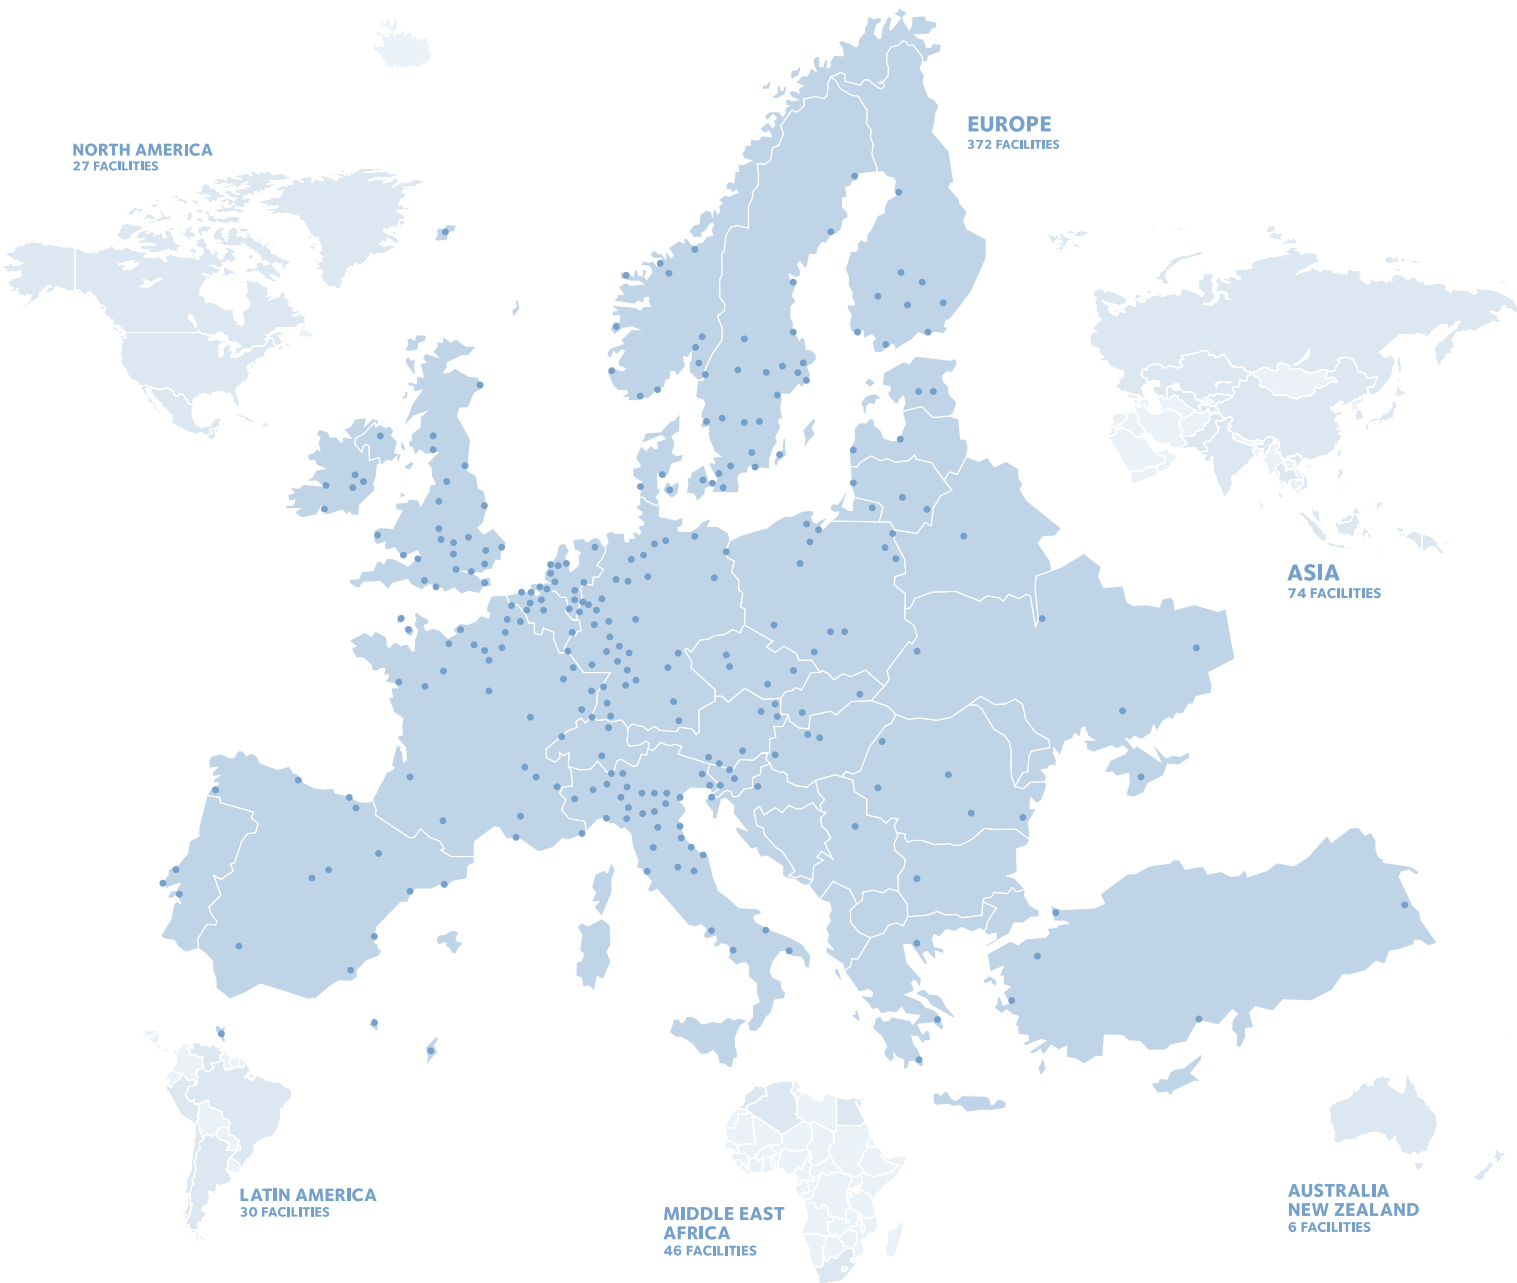 EUROPE
372 FACILITIES
NORTH AMERICA
27 FACILITIES
ASIA
74 FACILITIES
LATIN AMERICA
30 FACILITIES
MIDDLE EAST
AFRICA
46 FACILITIES
AUSTRALIA
NEW ZEALAND
6 FACILITIES